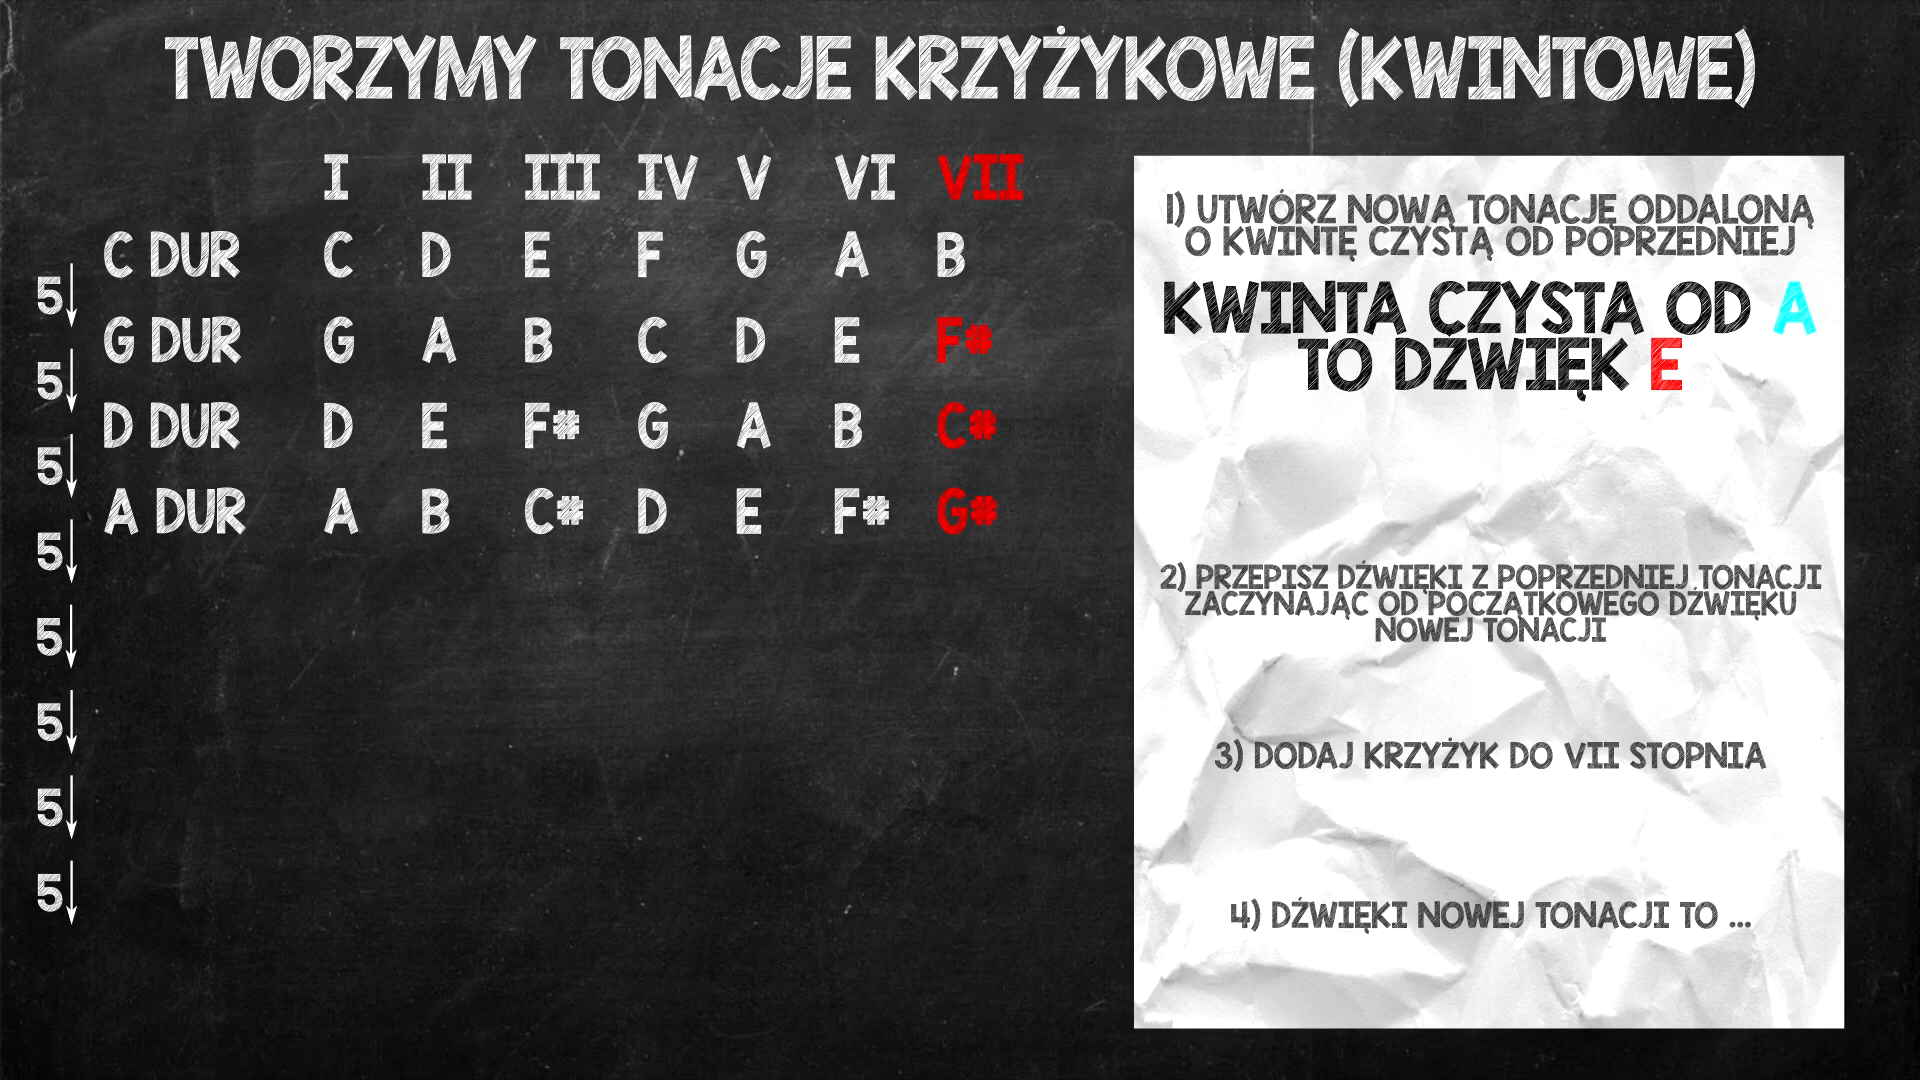 TWORZYMY TONACJE KRZYŻYKOWE (KWINTOWE)
I II III IV V VI VII
C DUR C D E F G A B
5
G DUR G A B C D E F#
5
D DUR D E F# G A B C#
5
A DUR A B C# D E F# G#
5
5
5
5
5
1) UTWÓRZ NOWĄ TONACJĘ ODDALONĄ
O KWINTĘ CZYSTĄ OD POPRZEDNIEJ
KWINTA CZYSTA OD A
TO DŹWIĘK E
2) PRZEPISZ DŹWIĘKI Z POPRZEDNIEJ TONACJI
ZACZYNAJĄC OD POCZĄTKOWEGO DŹWIĘKU
NOWEJ TONACJI
3) DODAJ KRZYŻYK DO VII STOPNIA
4) DŹWIĘKI NOWEJ TONACJI TO ...